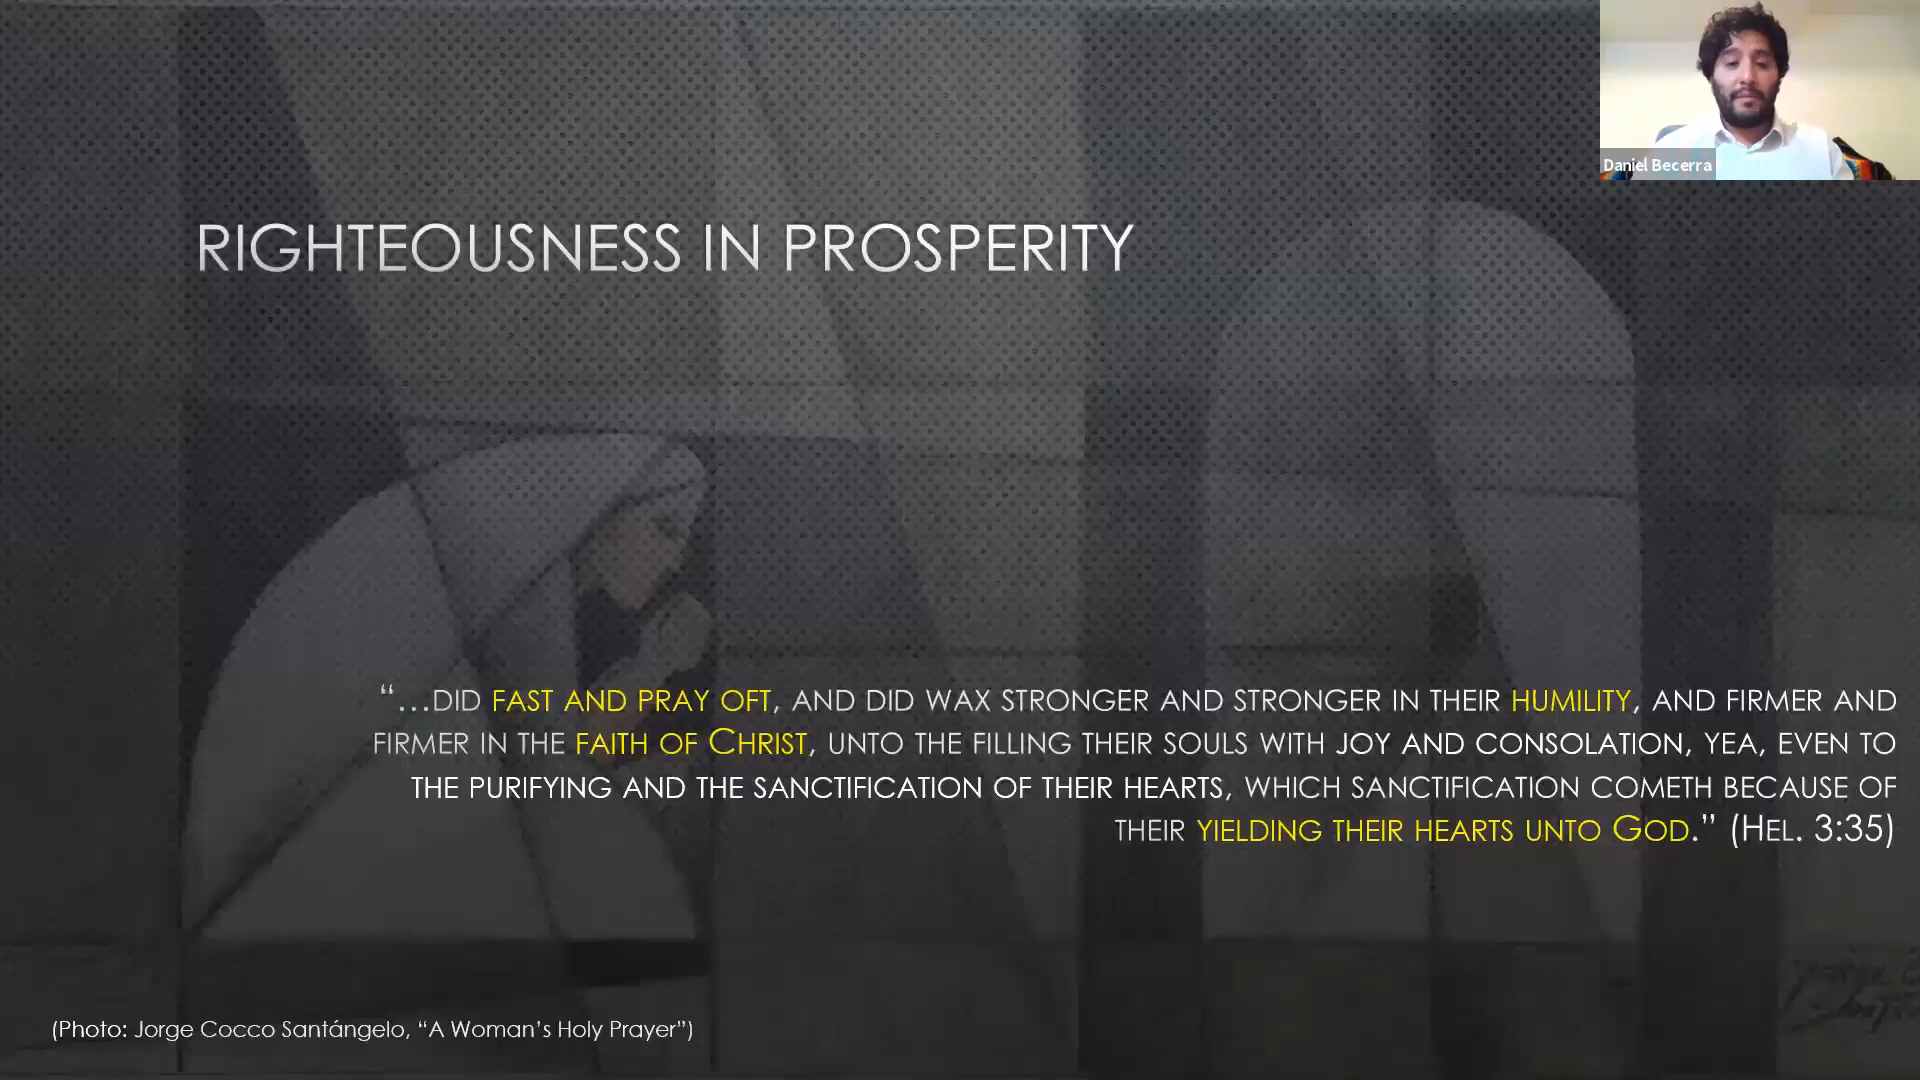 Daniel Becerra
RIGHTEOUSNESS IN PROSPERITY
“…DID FAST AND PRAY OFT, AND DID WAX STRONGER AND STRONGER IN THEIR HUMILITY, AND FIRMER AND
FIRMER IN THE FAITH OF CHRIST, UNTO THE FILLING THEIR SOULS WITH JOY AND CONSOLATION, YEA, EVEN TO
THE PURIFYING AND THE SANCTIFICATION OF THEIR HEARTS, WHICH SANCTIFICATION COMETH BECAUSE OF
THEIR YIELDING THEIR HEARTS UNTO GOD.” (HEL. 3:35)
(Photo: Jorge Cocco Santángelo, “A Woman’s Holy Prayer”)